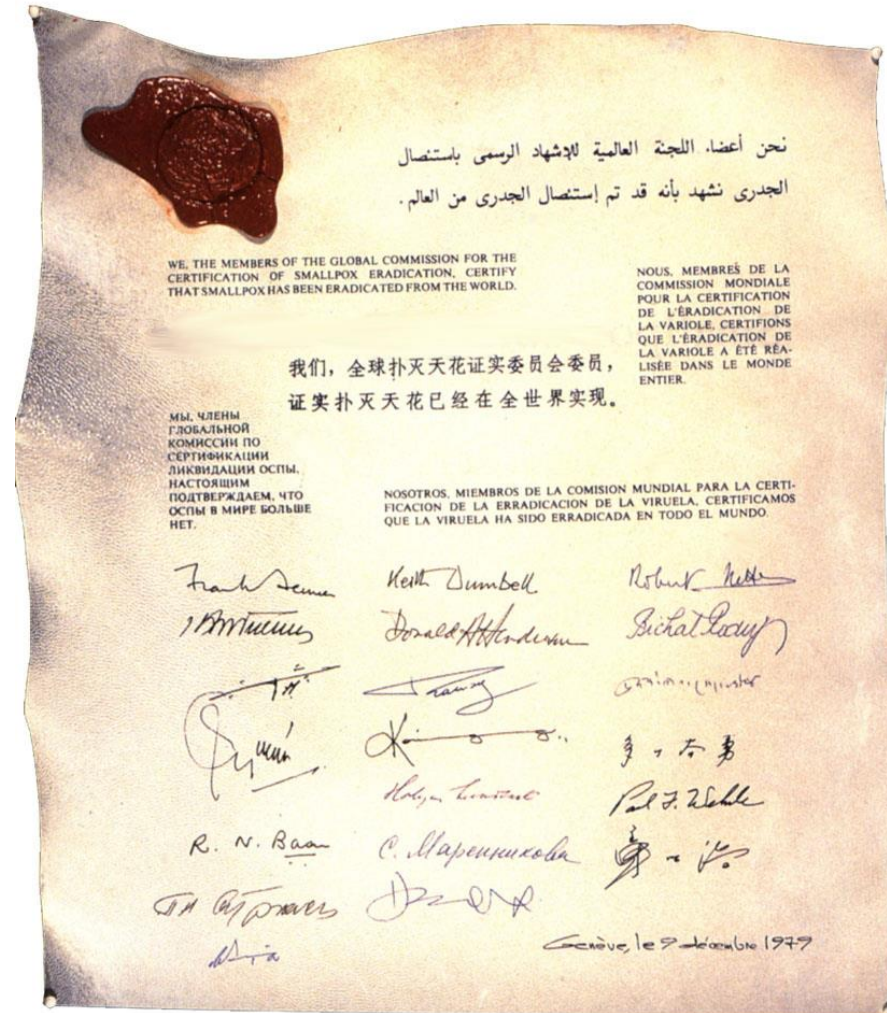 نحن أعضاء اللجنة العالمية للإشهاد الرسمى باستئصال
الجدرى نشهد بأنه قد تم إستئصال الجدرى من العالم.
WE, THE MEMBERS OF THE GLOBAL COMMISSION FOR THE
CERTIFICATION OF SMALLPOX ERADICATION, CERTIFY
THAT SMALLPOX HAS BEEN ERADICATED FROM THE WORLD.
NOUS, MEMBRES DE LA
COMMISSION MONDIALE
POUR LA CERTIFICATION
DE L'ÉRADICATION DE
LA VARIOLE, CERTIFIONS
QUE L'ÉRADICATION DE
LA VARIOLE A ÉTÉ RÉA-
LISÉE DANS LE MONDE
ENTIER.
我们，全球扑灭天花证实委员会委员，
证实扑灭天花已经在全世界实现。
МЫ, ЧЛЕНЫ
ГЛОБАЛЬНОЙ
КОМИССИИ ПО
СЕРТИФИКАЦИИ
ЛИКВИДАЦИИ ОСПЫ,
НАСТОЯЩИМ
ПОДТВЕРЖДАЕМ, ЧТО
ОСПЫ В МИРЕ БОЛЬШЕ
НЕТ.
NOSOTROS, MIEMBROS DE LA COMISION MUNDIAL PARA LA CERTI-
FICACION DE LA ERRADICACION DE LA VIRUELA, CERTIFICAMOS
QUE LA VIRUELA HA SIDO ERRADICADA EN TODO EL MUNDO.
Frank Fenner
Keith Dumbell
Robert
Donald A Henderson
Bichat
Paul F. Wehrle
R. N. Basu
С. Маренникова
Genève, le 9 décembre 1979